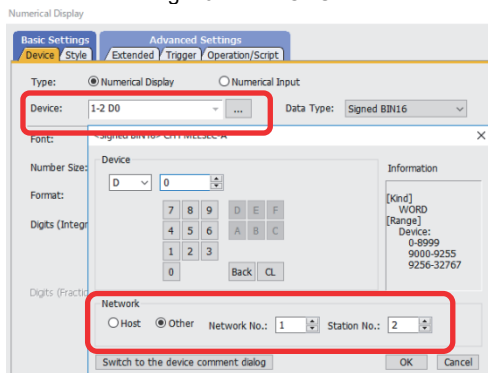 Numerical Display
Basic Settings Advanced Settings
Device Style Extended Trigger Operation/Script
Type: Numerical Display Numerical Input
Device: 1-2 D0 ... Data Type: Signed BIN16
Font:
Number Size:
Format:
Digits (Integr
Digits (Fractio
Device
D 0
7 8 9 D E F
4 5 6 A B C
1 2 3
0 Back CL
Information
[Kind]
WORD
[Range]
Device:
0-8999
9000-9255
9256-32767
Network
Host Other Network No.: 1 Station No.: 2
Switch to the device comment dialog OK Cancel